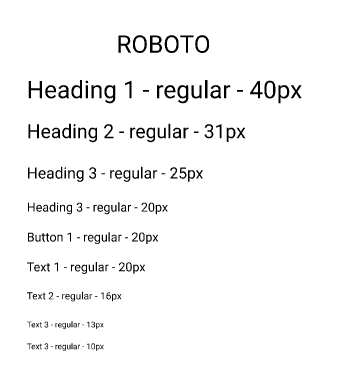 ROBOTO
Heading 1 - regular - 40px
Heading 2 - regular - 31px
Heading 3 - regular - 25px
Heading 3 - regular - 20px
Button 1 - regular - 20px
Text 1 - regular - 20px
Text 2 - regular - 16px
Text 3 - regular - 13px
Text 3 - regular - 10px